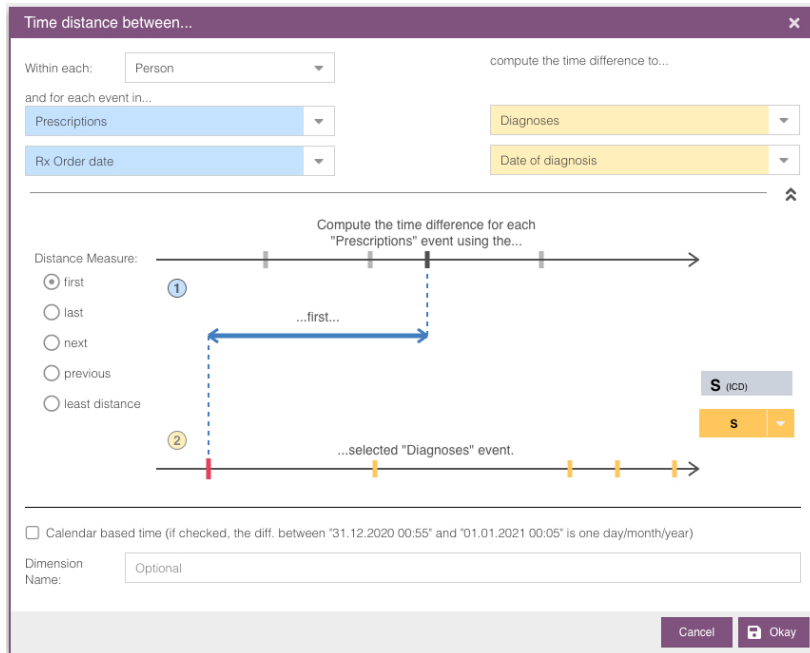 Time distance between...
Within each:
Person
compute the time difference to...
and for each event in...
Prescriptions
Diagnoses
Rx Order date
Date of diagnosis
Compute the time difference for each
"Prescriptions" event using the...
Distance Measure:
first
1
last
...first...
next
previous
S (ICD)
least distance
s
2
...selected "Diagnoses" event.
Calendar based time (if checked, the diff. between "31.12.2020 00:55" and "01.01.2021 00:05" is one day/month/year)
Dimension
Name:
Optional
Cancel
Okay